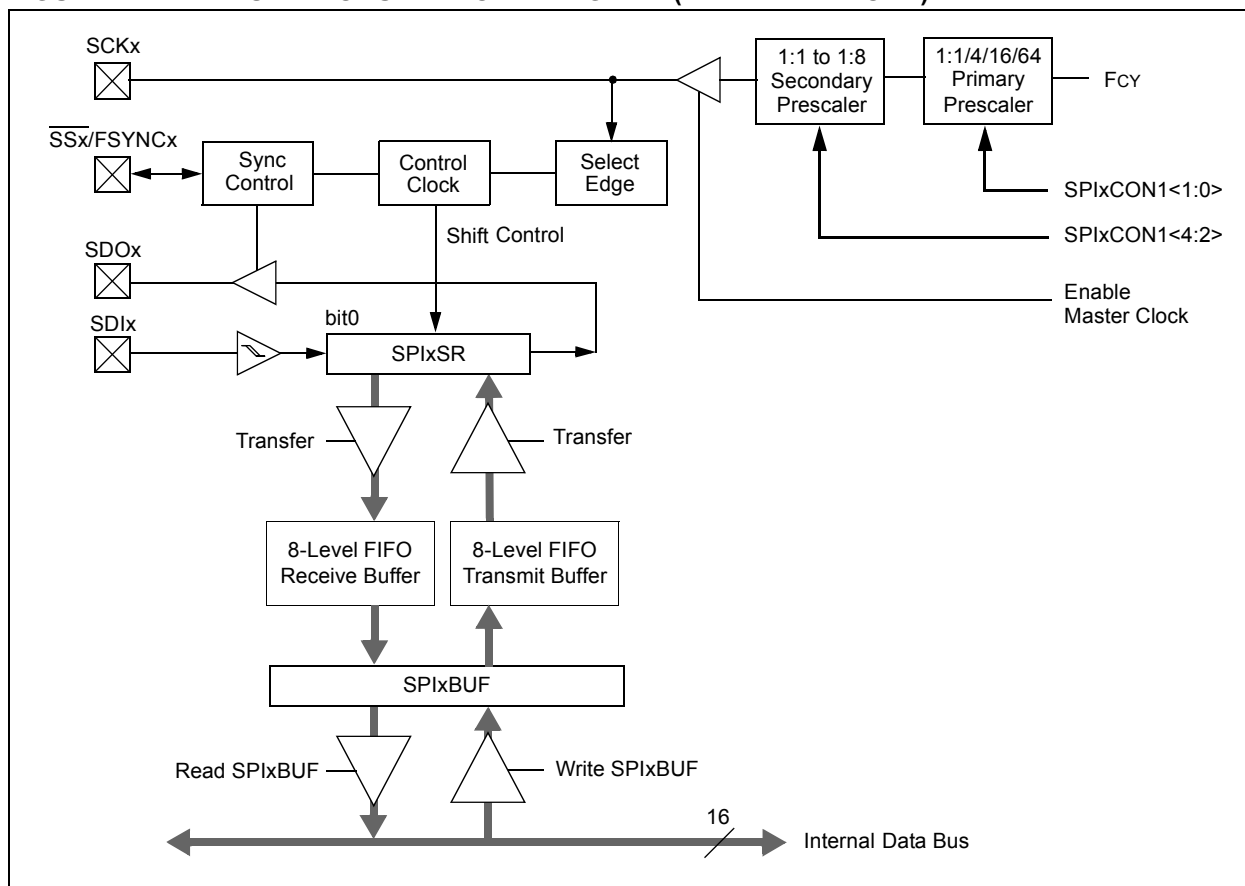 SCKx
1:1 to 1:8
Secondary
Prescaler
1:1/4/16/64
Primary
Prescaler
FCY
SSx/FSYNCx
Sync
Control
Control
Clock
Select
Edge
SPIxCON1<1:0>
Shift Control
SPIxCON1<4:2>
SDOx
Enable
Master Clock
SDIx
bit0
SPIxSR
Transfer
Transfer
8-Level FIFO
Receive Buffer
8-Level FIFO
Transmit Buffer
SPIxBUF
Read SPIxBUF
Write SPIxBUF
16
Internal Data Bus